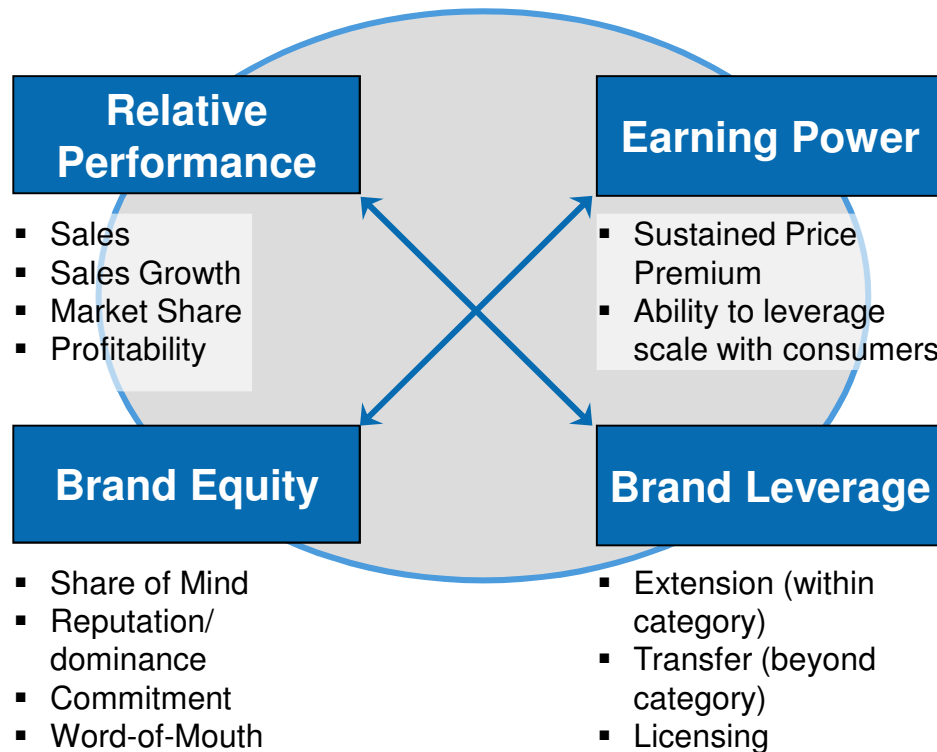 Relative
Performance
▪ Sales
▪ Sales Growth
▪ Market Share
▪ Profitability
Earning Power
▪ Sustained Price
Premium
▪ Ability to leverage
scale with consumers
Brand Equity
▪ Share of Mind
▪ Reputation/
dominance
▪ Commitment
▪ Word-of-Mouth
Brand Leverage
▪ Extension (within
category)
▪ Transfer (beyond
category)
▪ Licensing